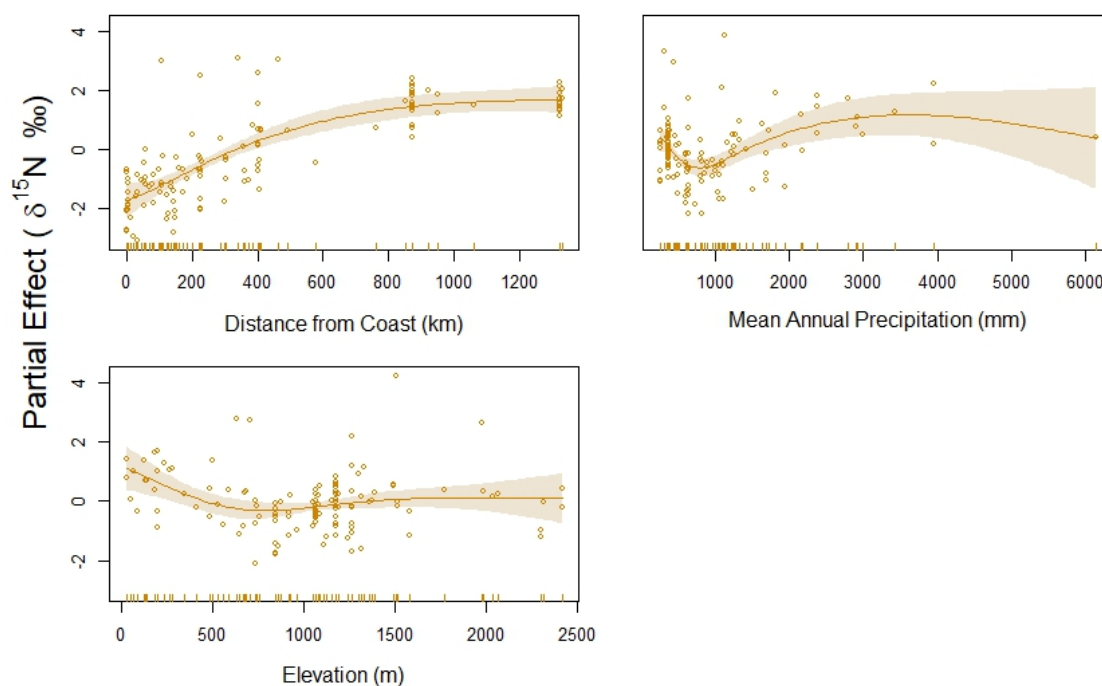 Partial Effect ( δ15N ‰)
4
2
0
-2
0 200 400 600 800 1000 1200
Distance from Coast (km)
1000 2000 3000 4000 5000 6000
Mean Annual Precipitation (mm)
4
2
0
-2
0 500 1000 1500 2000 2500
Elevation (m)